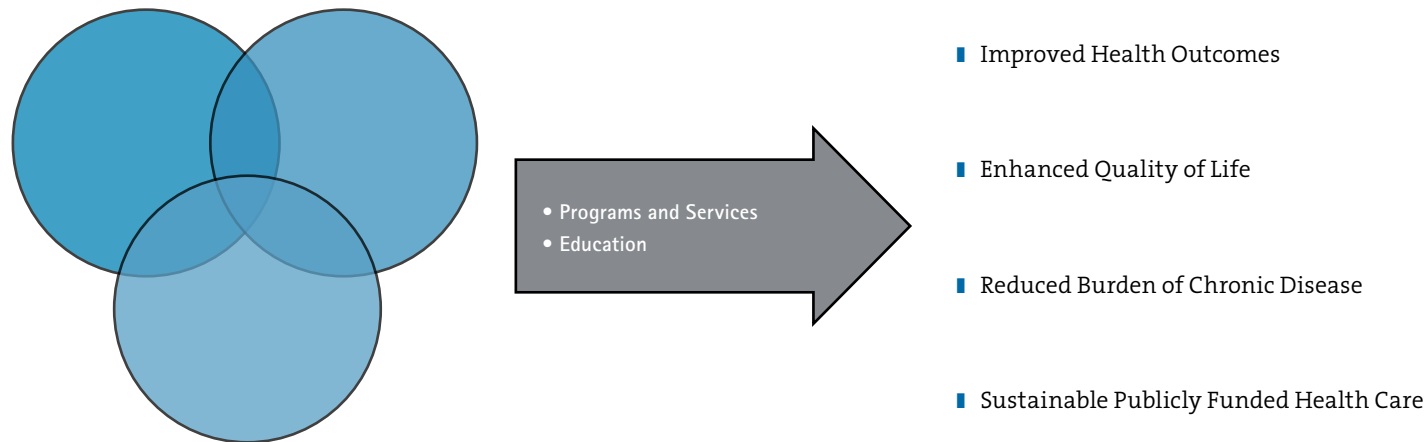 • Programs and Services
• Education
Improved Health Outcomes
Enhanced Quality of Life
Reduced Burden of Chronic Disease
Sustainable Publicly Funded Health Care